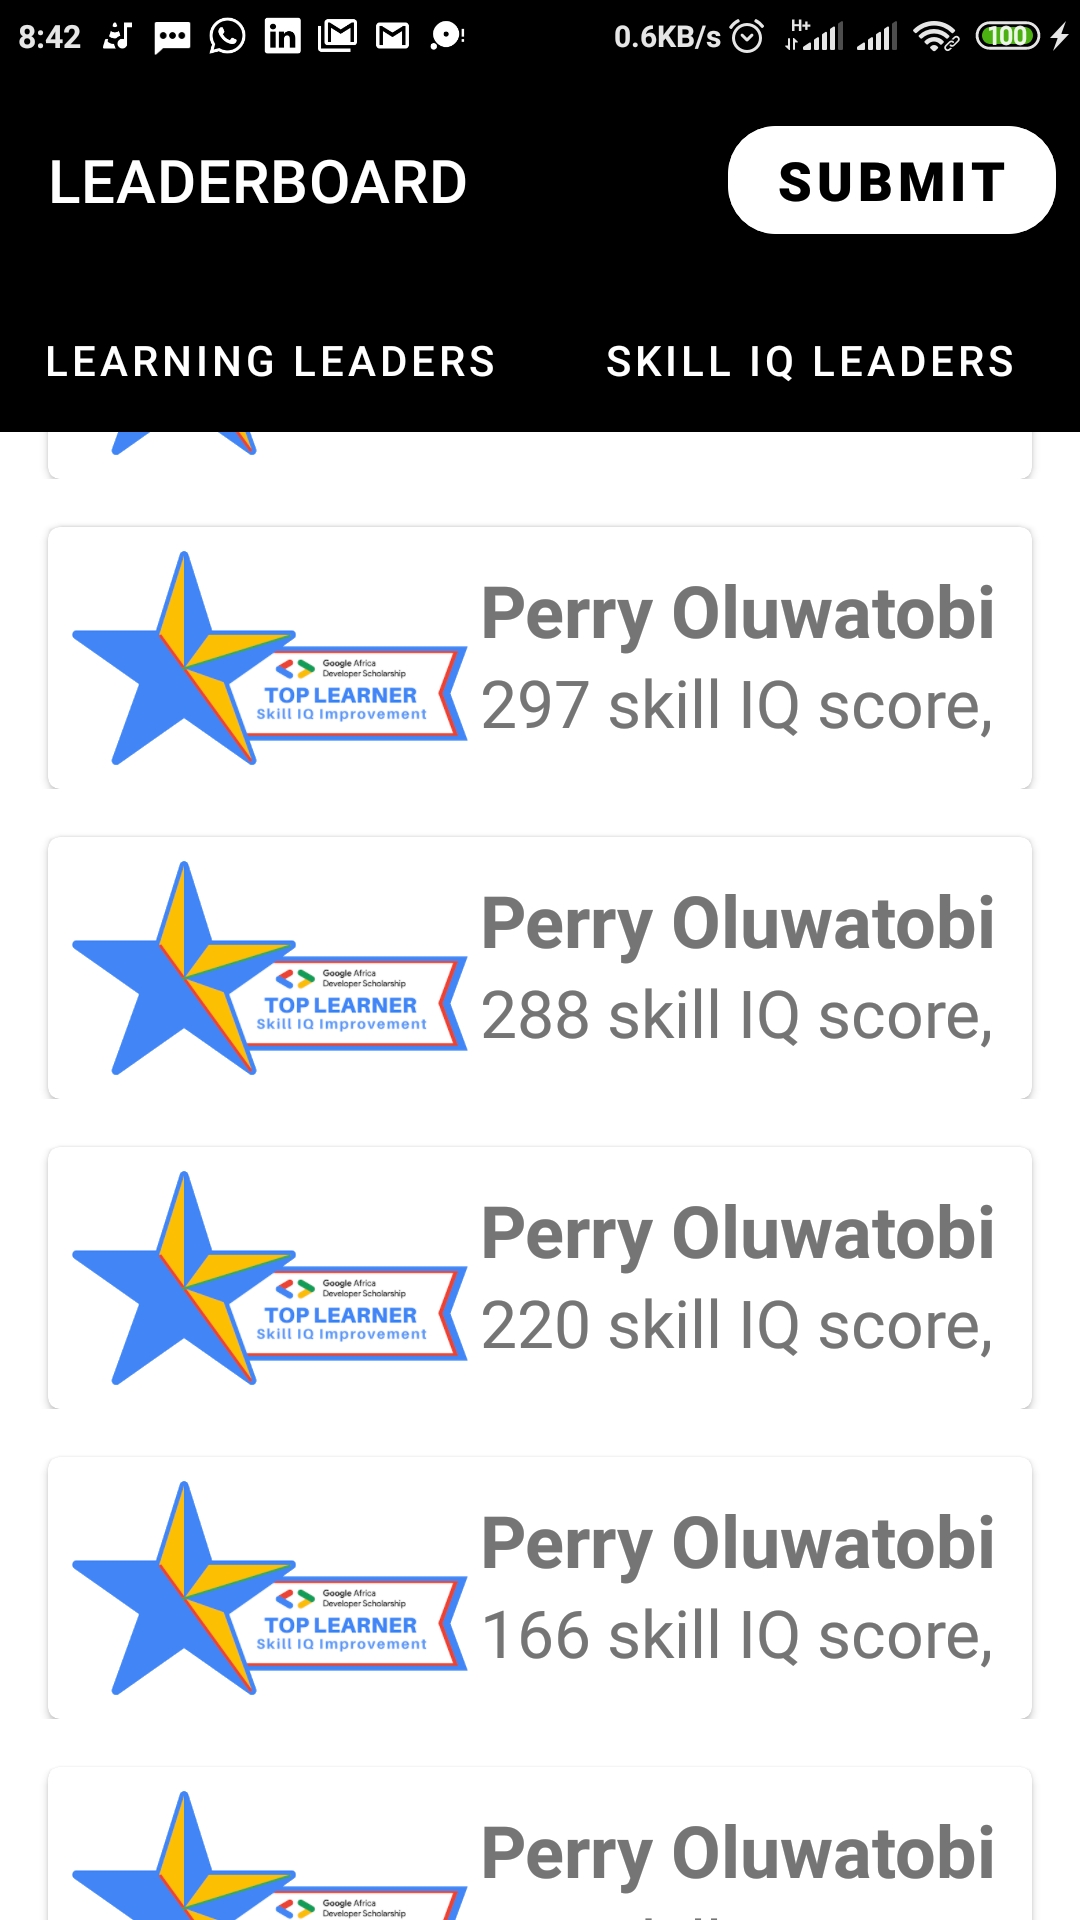 8:42 0.6KB/s H+ 100
LEADERBOARD
SUBMIT
LEARNING LEADERS SKILL IQ LEADERS
Perry Oluwatobi
297 skill IQ score,
Google Africa
Developer Scholarship
TOP LEARNER
Skill IQ Improvement
Perry Oluwatobi
288 skill IQ score,
Google Africa
Developer Scholarship
TOP LEARNER
Skill IQ Improvement
Perry Oluwatobi
220 skill IQ score,
Google Africa
Developer Scholarship
TOP LEARNER
Skill IQ Improvement
Perry Oluwatobi
166 skill IQ score,
Google Africa
Developer Scholarship
TOP LEARNER
Skill IQ Improvement
Perry Oluwatobi
Google Africa
Developer Scholarship